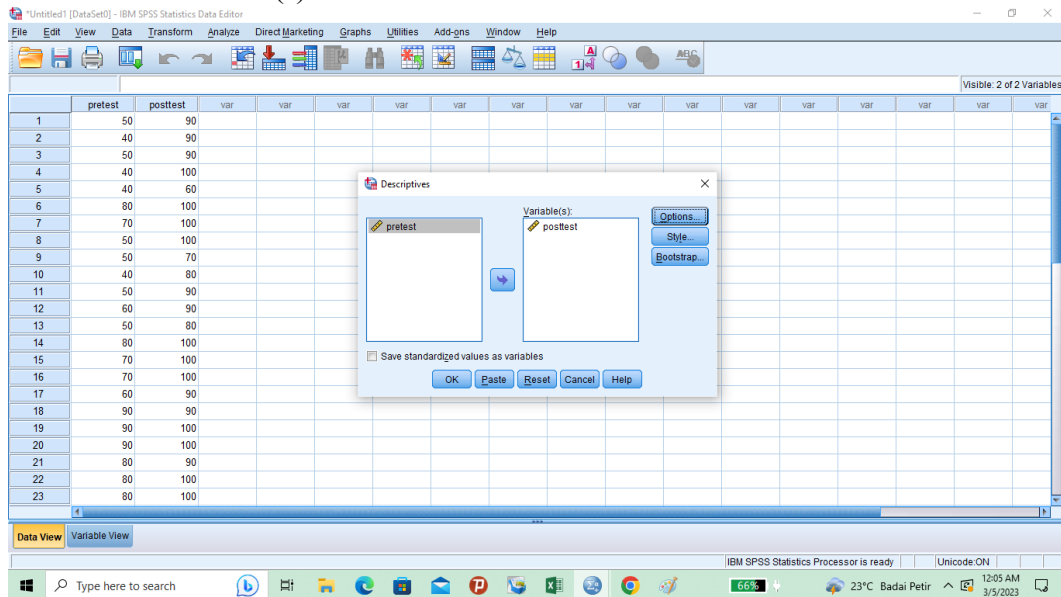 *Untitled1 [DataSet0] - IBM SPSS Statistics Data Editor
File Edit View Data Transform Analyze Direct Marketing Graphs Utilities Add-ons Window Help
Visible: 2 of 2 Variables
pretest posttest var var var var var var var var var var var var var var var
1 50 90
2 40 90
3 50 90
4 40 100
5 40 60
6 80 100
7 70 100
8 50 100
9 50 70
10 40 80
11 50 90
12 60 90
13 50 80
14 80 100
15 70 100
16 70 100
17 60 90
18 90 90
19 90 100
20 90 100
21 80 90
22 80 100
23 80 100
Descriptives
Variable(s):
pretest
posttest
Options...
Style...
Bootstrap...
Save standardized values as variables
OK Paste Reset Cancel Help
Data View Variable View
IBM SPSS Statistics Processor is ready Unicode:ON
Type here to search
66%
23°C Badai Petir
12:05 AM
3/5/2023